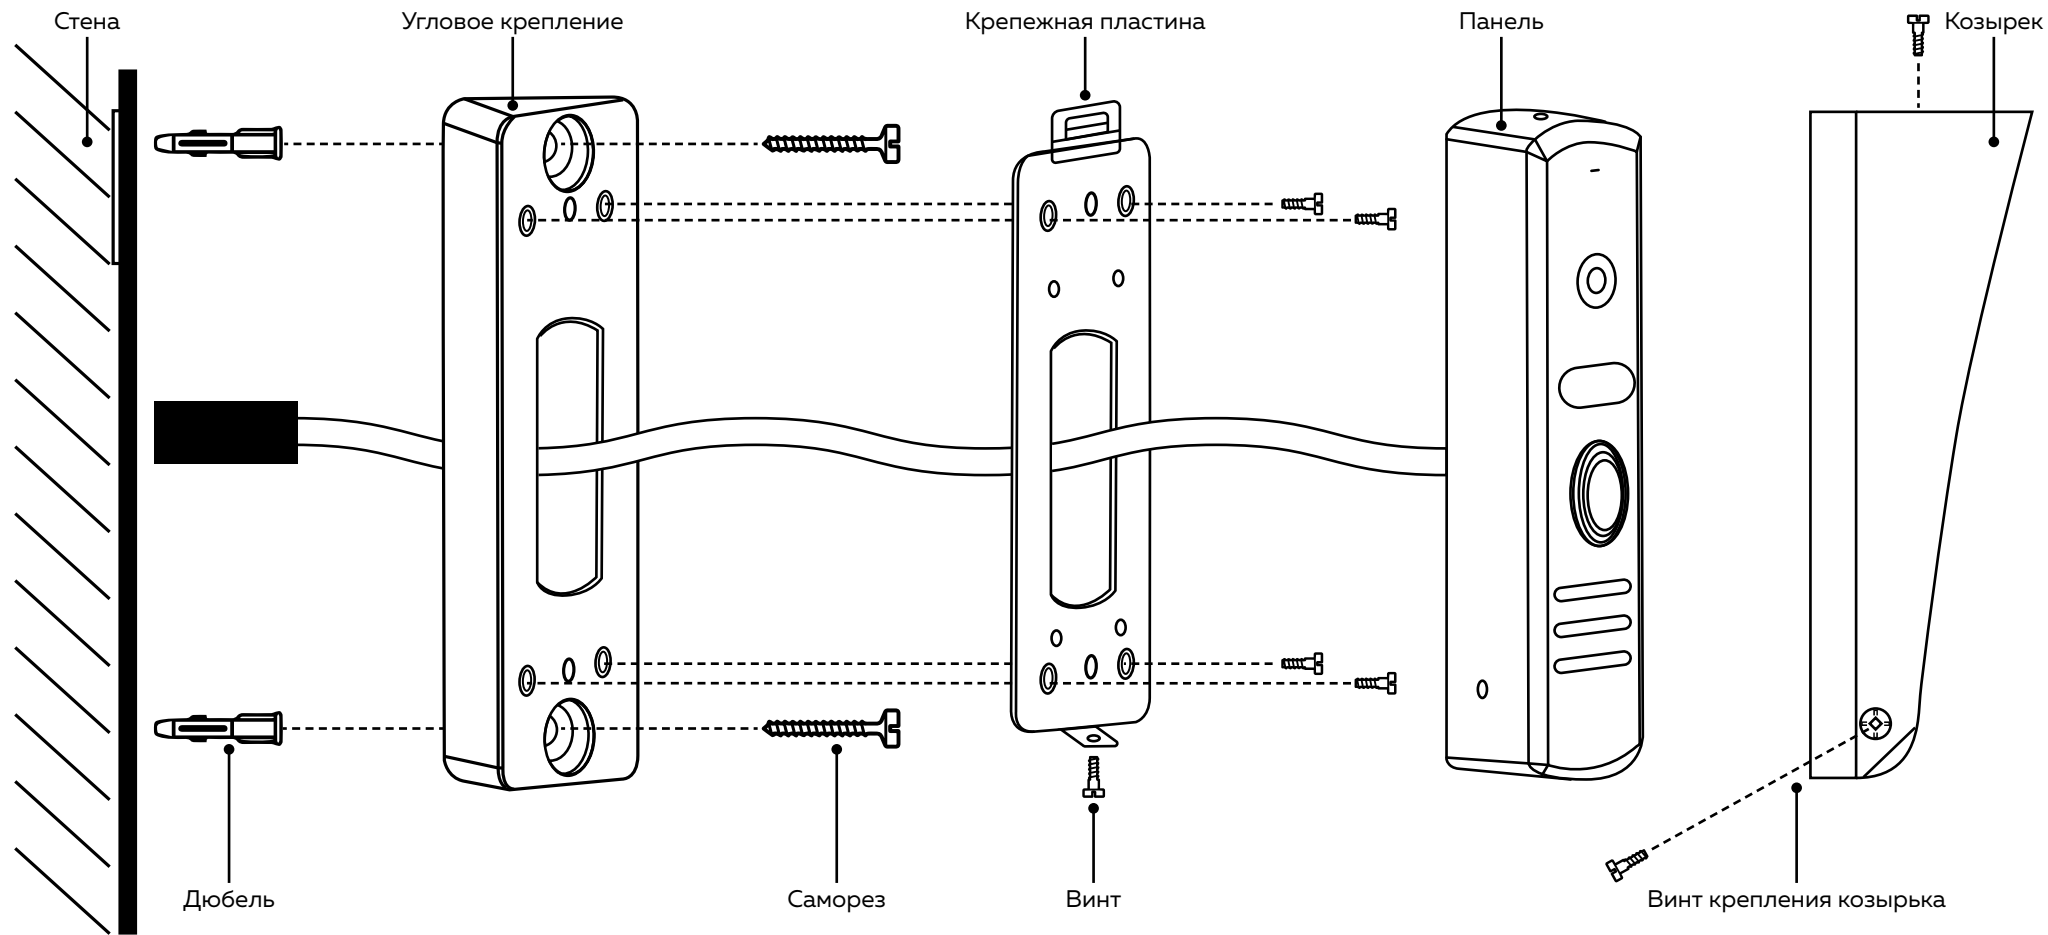 Стена
Угловое крепление
Крепежная пластина
Панель
Козырек
Дюбель
Саморез
Винт
Винт крепления козырька